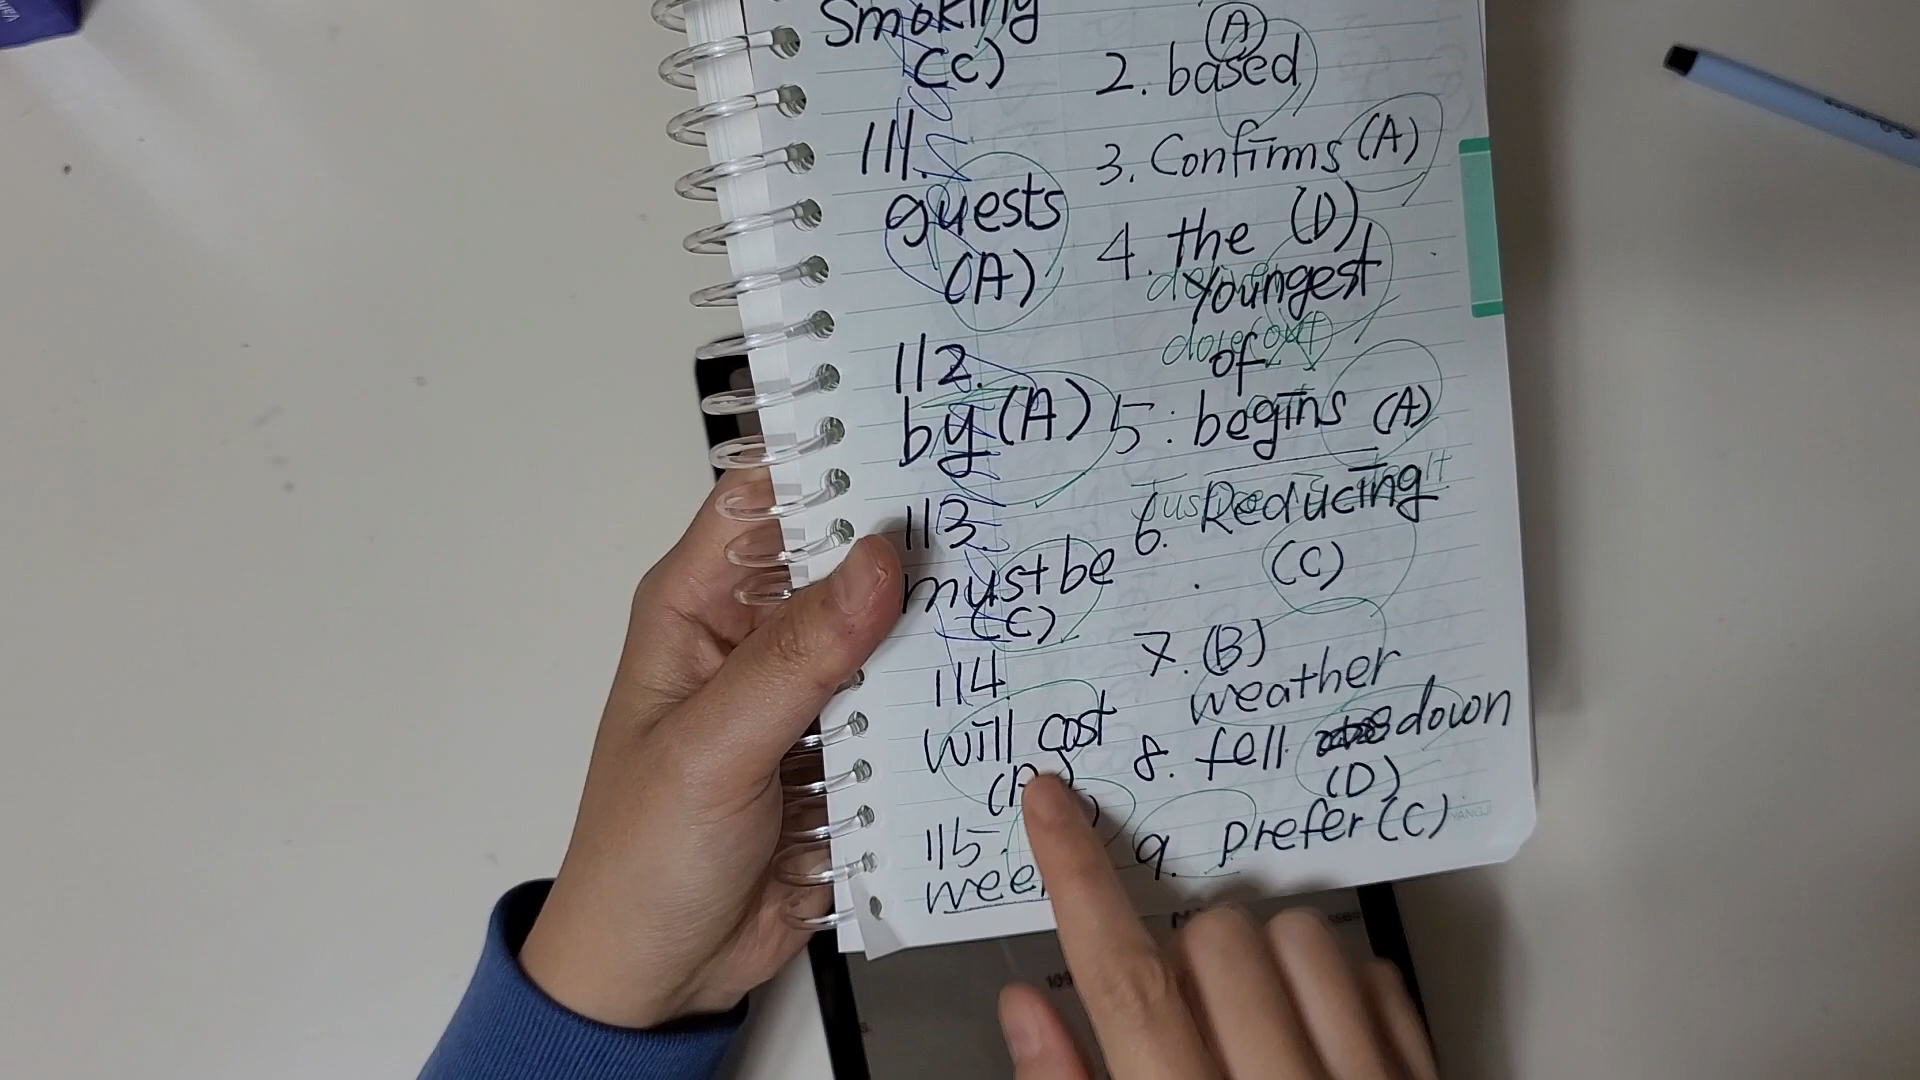 Smoking
(C)
111.
guests
(A)
112.
by (A)
113.
must be
(C)
114.
will cost
(A)
115.
(A)
2. based
3. Confirms (A)
4. the (D)
youngest
of
5. begins (A)
6. Reducing
(C)
7. (B)
weather
8. fell down
(D)
9. prefer (C)
YANGJI